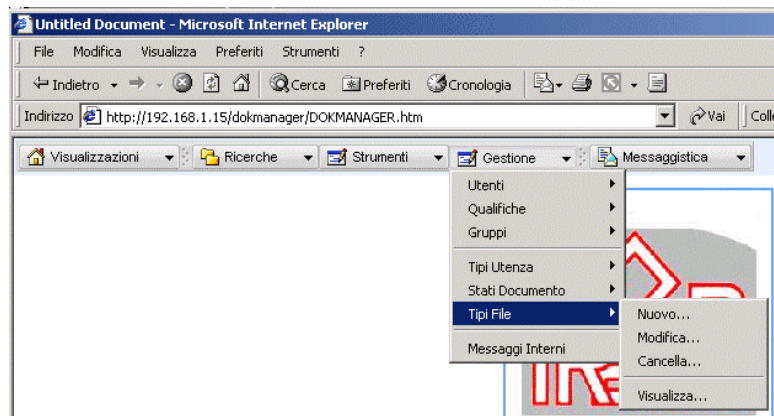 Untitled Document - Microsoft Internet Explorer
File Modifica Visualizza Preferiti Strumenti ?
Indietro Cerca Preferiti Cronologia
Indirizzo http://192.168.1.15/dokmanager/DOKMANAGER.htm Vai Colle
Visualizzazioni Ricerche Strumenti Gestione Messaggistica
Utenti
Qualifiche
Gruppi
Tipi Utenza
Stati Documento
Tipi File
Messaggi Interni
Nuovo...
Modifica...
Cancella...
Visualizza...